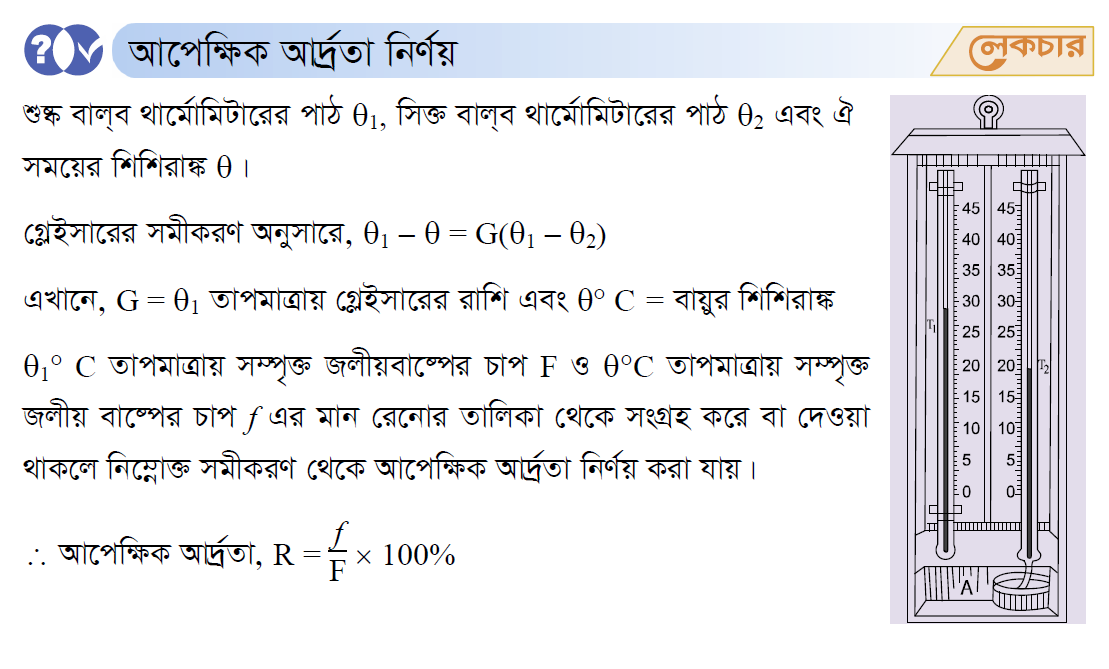 আপেক্ষিক আর্দ্রতা নির্ণয়
লেকচার
শুষ্ক বাল্‌ব থার্মোমিটারের পাঠ θ₁, সিক্ত বাল্‌ব থার্মোমিটারের পাঠ θ₂ এবং ঐ
সময়ের শিশিরাঙ্ক θ ।
গ্লেইসারের সমীকরণ অনুসারে, θ₁ – θ = G(θ₁ – θ₂)
এখানে, G = θ₁ তাপমাত্রায় গ্লেইসারের রাশি এবং θ° C = বায়ুর শিশিরাঙ্ক
θ₁° C তাপমাত্রায় সম্পৃক্ত জলীয়বাষ্পের চাপ F ও θ°C তাপমাত্রায় সম্পৃক্ত
জলীয় বাষ্পের চাপ f এর মান রেনোর তালিকা থেকে সংগ্রহ করে বা দেওয়া
থাকলে নিম্নোক্ত সমীকরণ থেকে আপেক্ষিক আর্দ্রতা নির্ণয় করা যায় ।
∴ আপেক্ষিক আর্দ্রতা, R = f/F × 100%
45 45
40 40
35 35
30 30
T₁
25 25
20 20 T₂
15 15
10 10
5 5
0 0
A